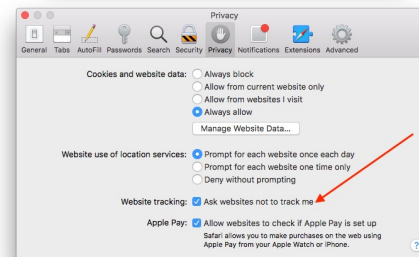 Privacy
General Tabs AutoFill Passwords Search Security Privacy Notifications Extensions Advanced
Cookies and website data: Always block
Allow from current website only
Allow from websites I visit
Always allow
Manage Website Data...
Website use of location services: Prompt for each website once each day
Prompt for each website one time only
Deny without prompting
Website tracking: Ask websites not to track me
Apple Pay: Allow websites to check if Apple Pay is set up
Safari allows you to make purchases on the web using
Apple Pay from your Apple Watch or iPhone.
?